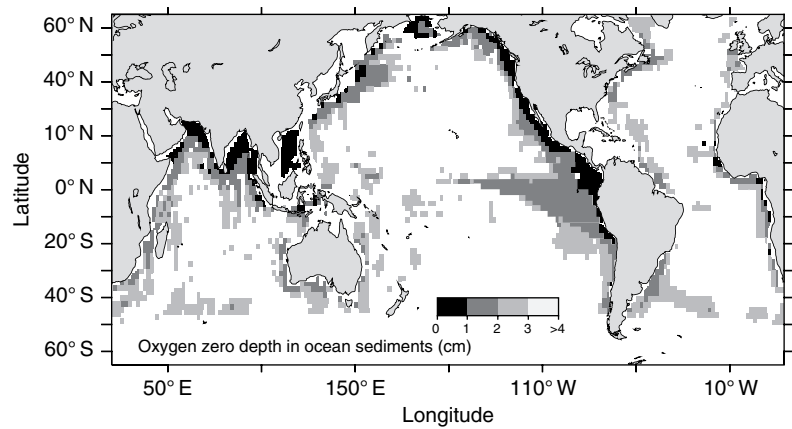 60° N
40° N
10° N
0° N
20° S
40° S
60° S
Latitude
0 1 2 3 >4
Oxygen zero depth in ocean sediments (cm)
50° E 150° E 110° W 10° W
Longitude